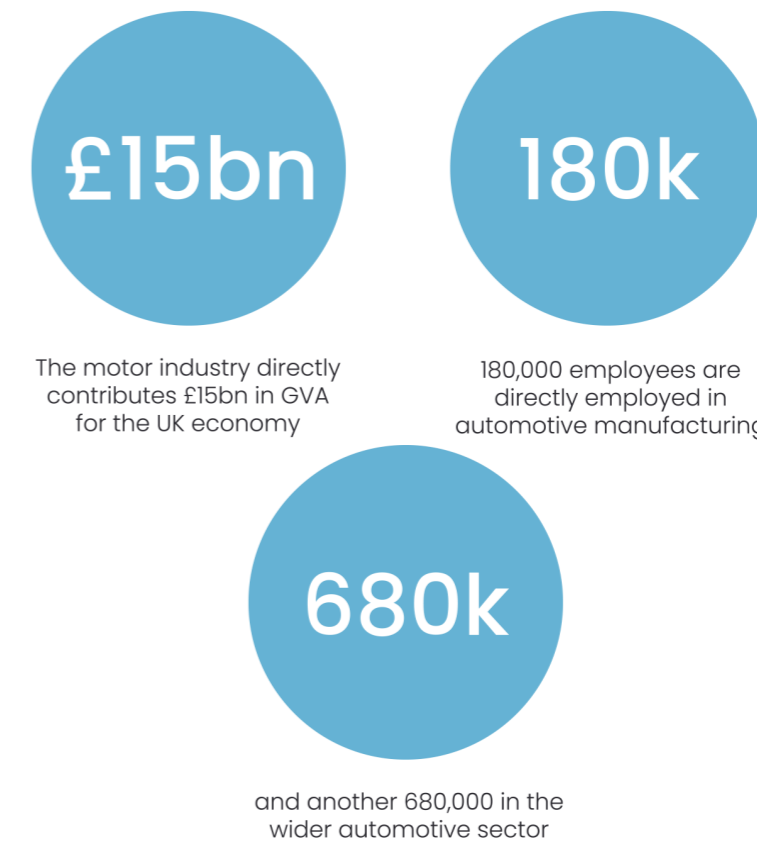 £15bn
The motor industry directly
contributes £15bn in GVA
for the UK economy
180k
180,000 employees are
directly employed in
automotive manufacturing
680k
and another 680,000 in the
wider automotive sector